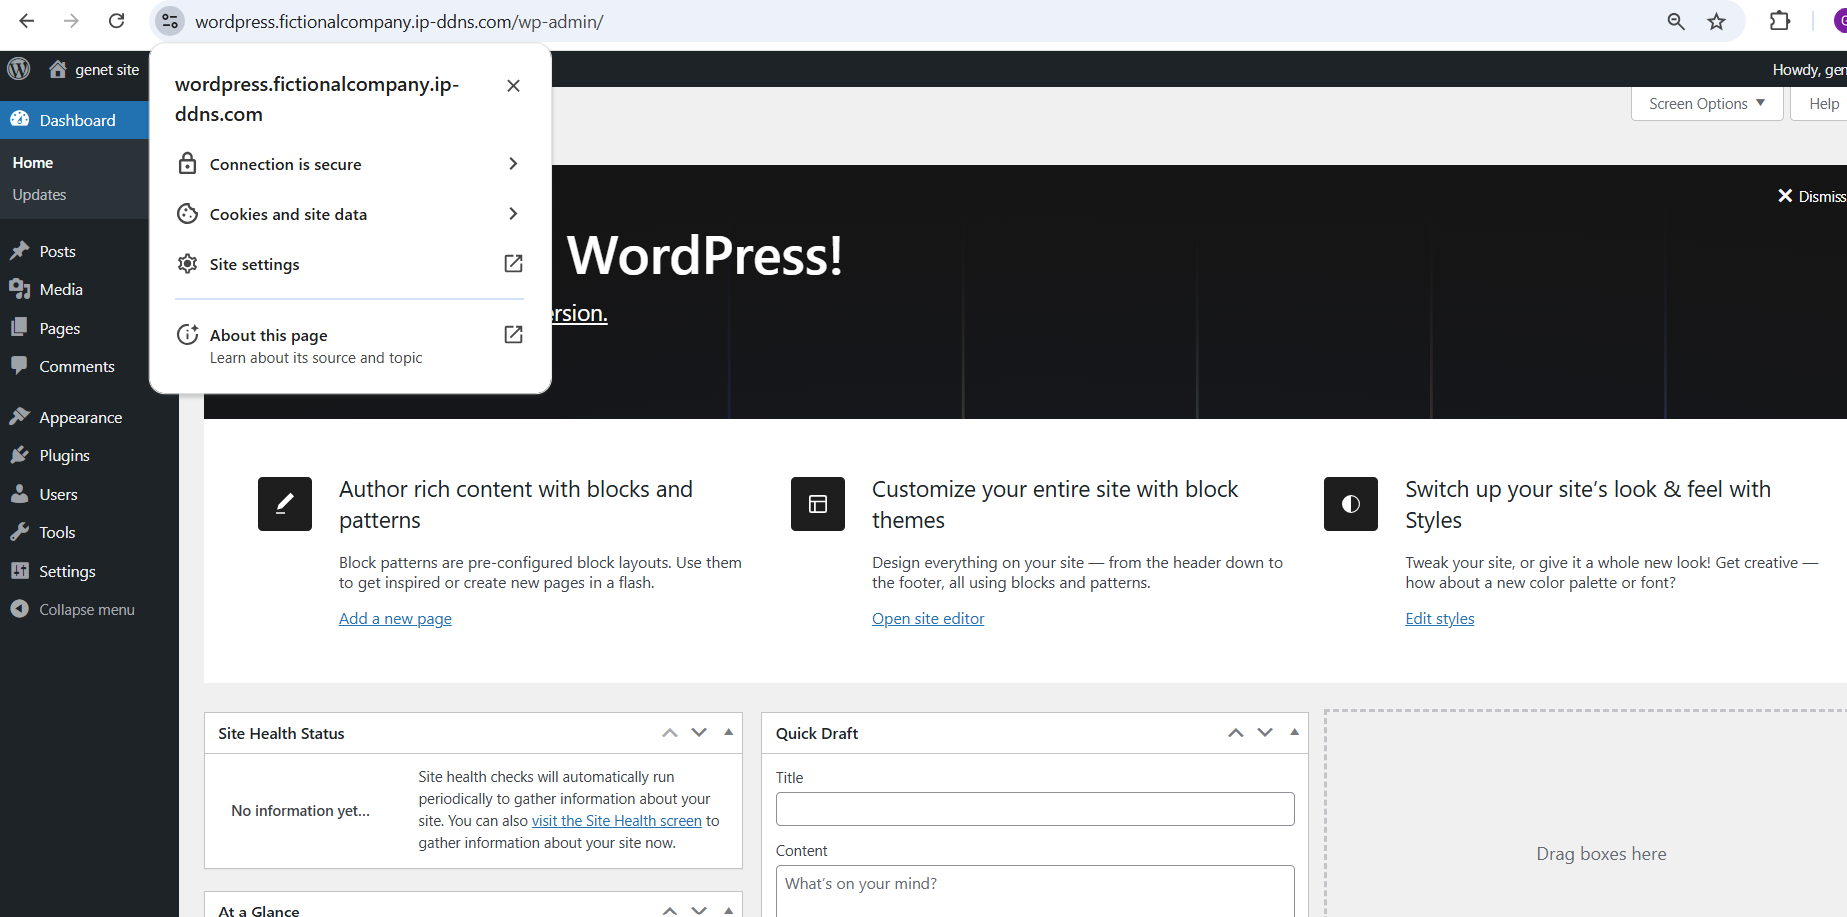 wordpress.fictionalcompany.ip-ddns.com/wp-admin/
genet site
Howdy, gen
wordpress.fictionalcompany.ip-
ddns.com
Connection is secure
Cookies and site data
Site settings
About this page
Learn about its source and topic
Dashboard
Home
Updates
Posts
Media
Pages
Comments
Appearance
Plugins
Users
Tools
Settings
Collapse menu
Screen Options
Help
Dismiss
WordPress!
ersion.
Author rich content with blocks and
patterns
Block patterns are pre-configured block layouts. Use them
to get inspired or create new pages in a flash.
Add a new page
Customize your entire site with block
themes
Design everything on your site — from the header down to
the footer, all using blocks and patterns.
Open site editor
Switch up your site’s look & feel with
Styles
Tweak your site, or give it a whole new look! Get creative —
how about a new color palette or font?
Edit styles
Site Health Status
No information yet...
Site health checks will automatically run
periodically to gather information about your
site. You can also visit the Site Health screen to
gather information about your site now.
At a Glance
Quick Draft
Title
Content
What’s on your mind?
Drag boxes here